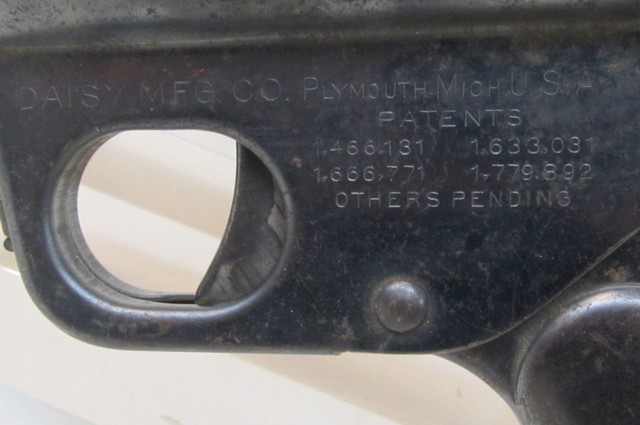 DAISY MFG. CO. PLYMOUTH. MICH. U.S.A
PATENTS
1,466,131 1,633,031
1,666,771 1,779,892
OTHERS PENDING